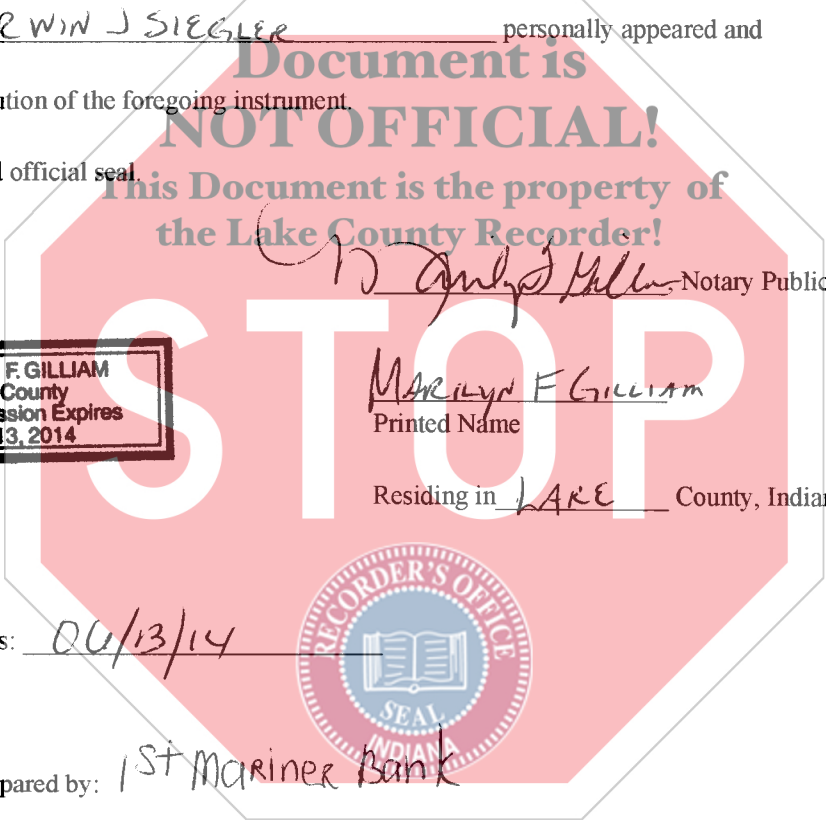 RWIN J SIEGLER personally appeared and
Document is
ution of the foregoing instrument.
NOT OFFICIAL!
l official seal.
This Document is the property of
the Lake County Recorder!
Notary Public
STOP
F. GILLIAM
County
ssion Expires
13, 2014
MARILYN F GILLIAM
Printed Name
Residing in LAKE County, Indian
RECORDER'S OFFICE
SEAL
INDIANA
s: 06/13/14
pared by: 1st Mariner Bank